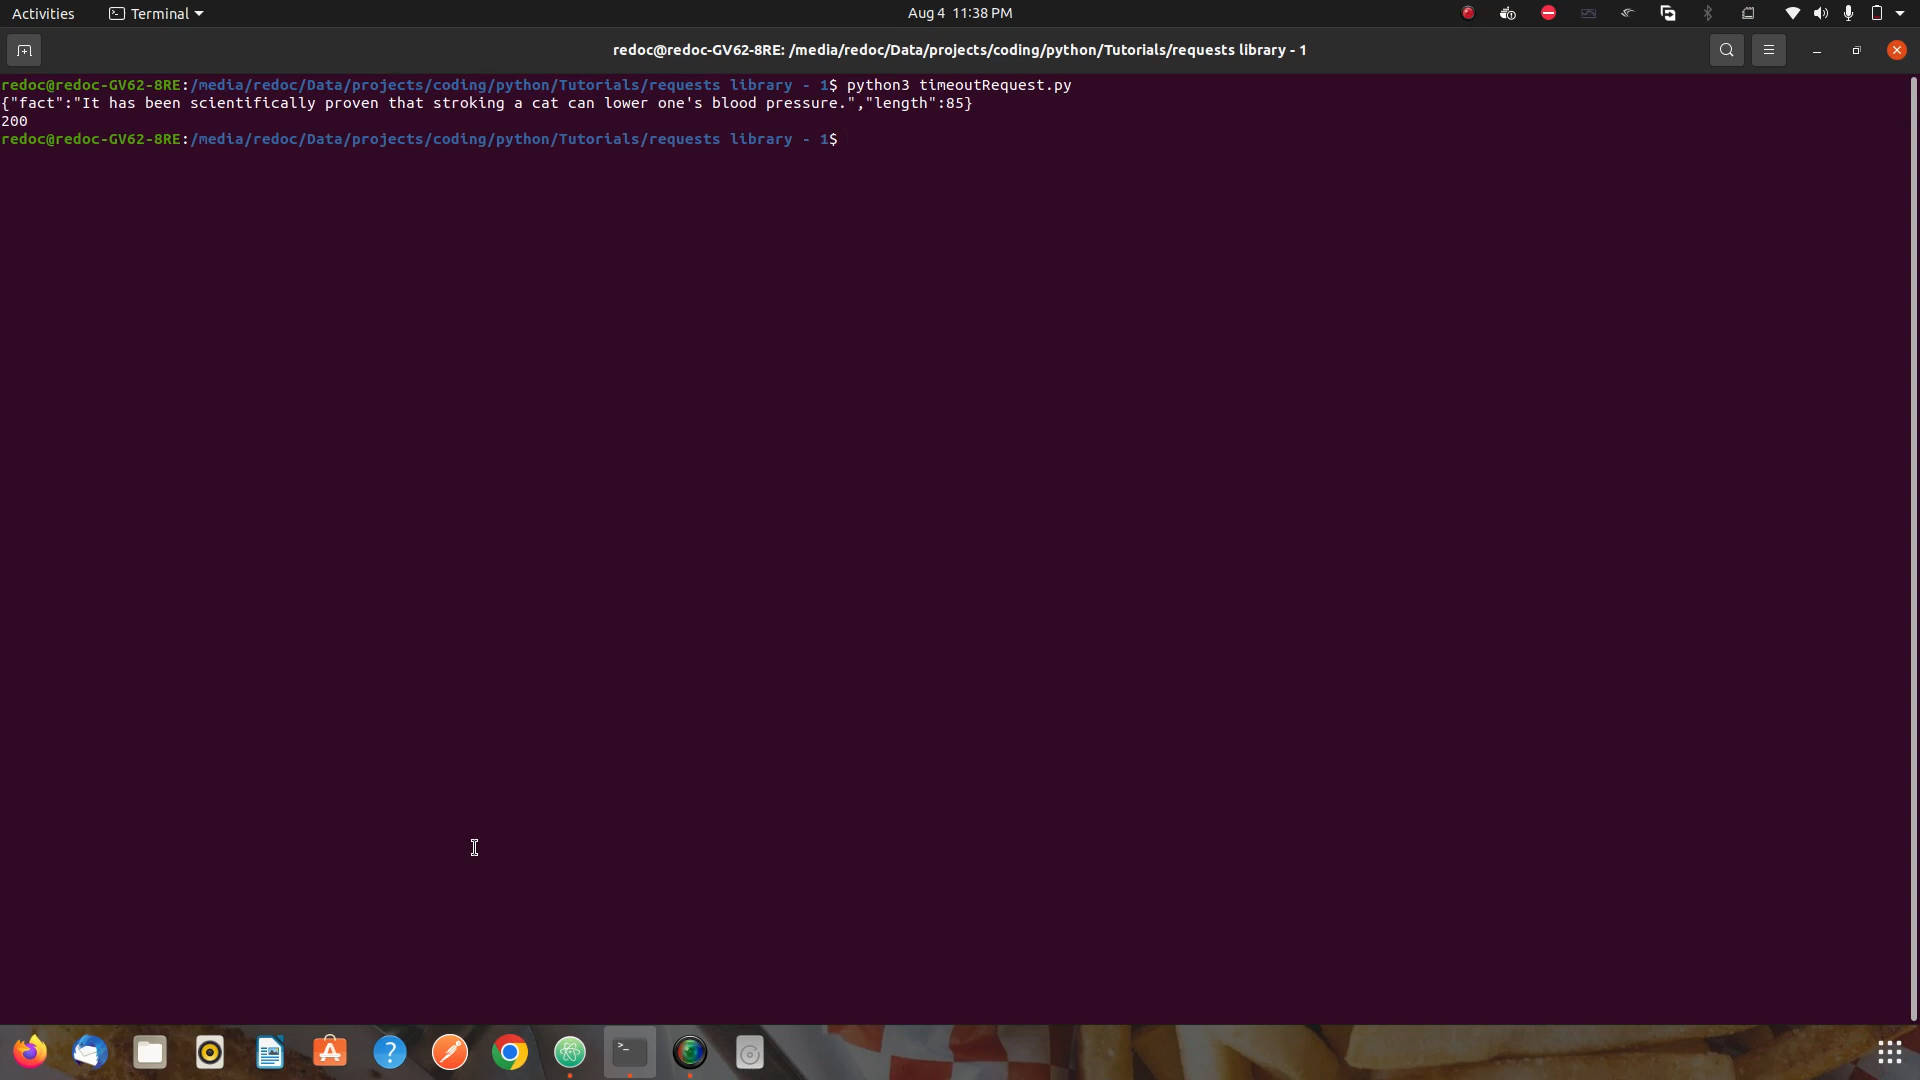 Activities
Terminal
Aug 4 11:38 PM
redoc@redoc-GV62-8RE: /media/redoc/Data/projects/coding/python/Tutorials/requests library - 1
redoc@redoc-GV62-8RE:/media/redoc/Data/projects/coding/python/Tutorials/requests library - 1$ python3 timeoutRequest.py
{"fact":"It has been scientifically proven that stroking a cat can lower one's blood pressure.","length":85}
200
redoc@redoc-GV62-8RE:/media/redoc/Data/projects/coding/python/Tutorials/requests library - 1$